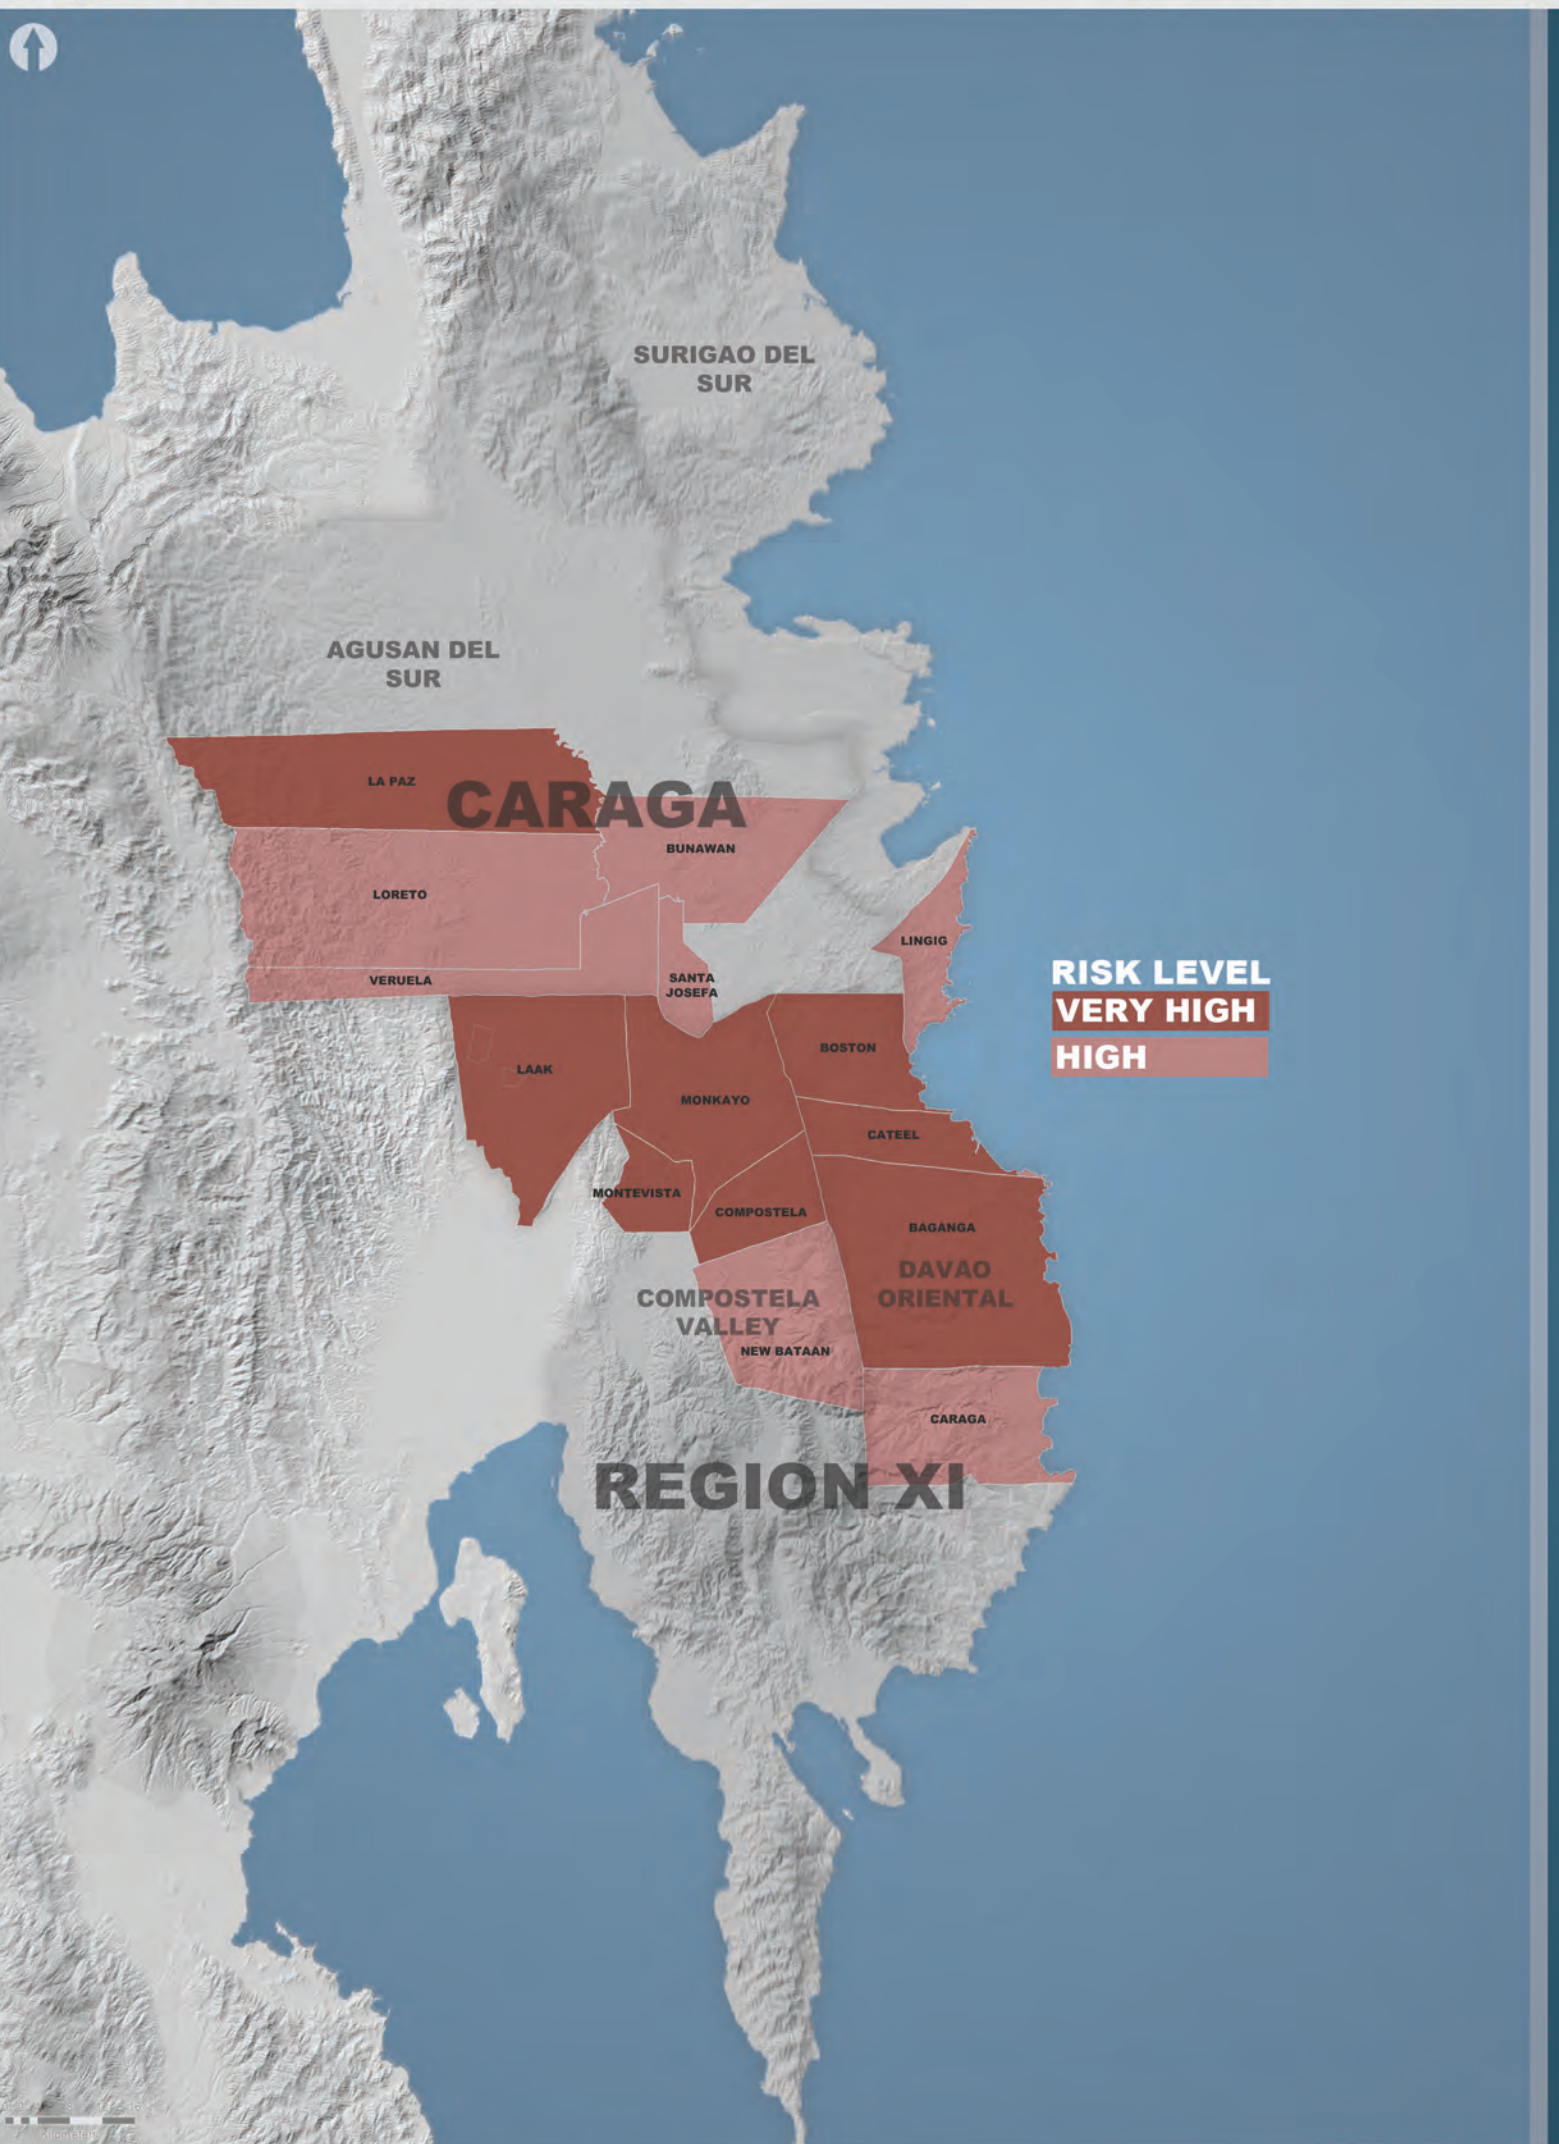 SURIGAO DEL
SUR
AGUSAN DEL
SUR
LA PAZ
CARAGA
BUNAWAN
LORETO
LINGIG
VERUELA
SANTA
JOSEFA
RISK LEVEL
VERY HIGH
HIGH
BOSTON
LAAK
MONKAYO
CATEEL
MONTEVISTA
COMPOSTELA
BAGANGA
DAVAO
ORIENTAL
COMPOSTELA
VALLEY
NEW BATAAN
CARAGA
REGION XI
Kilometers